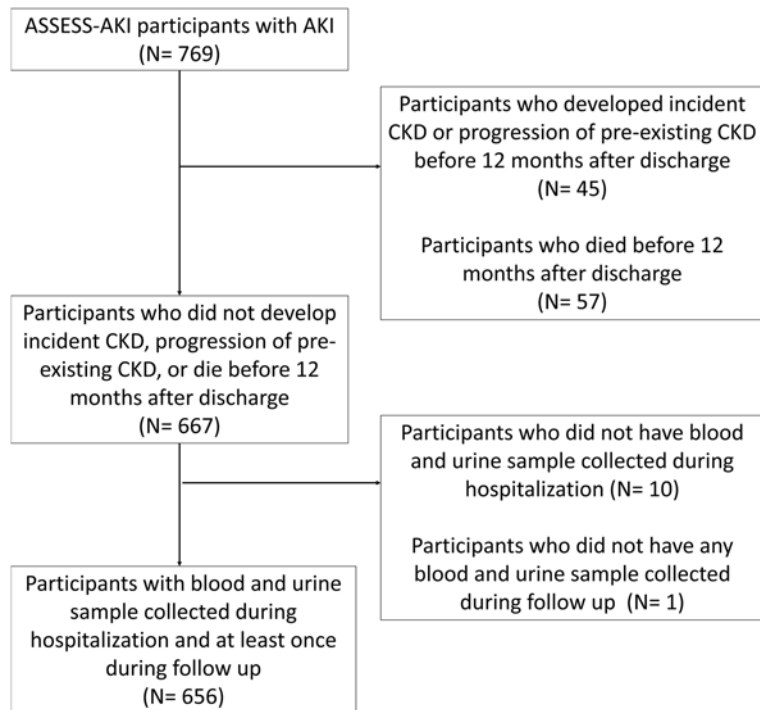 ASSESS-AKI participants with AKI
(N= 769)
Participants who developed incident
CKD or progression of pre-existing CKD
before 12 months after discharge
(N= 45)
Participants who died before 12
months after discharge
(N= 57)
Participants who did not develop
incident CKD, progression of pre-
existing CKD, or die before 12
months after discharge
(N= 667)
Participants who did not have blood
and urine sample collected during
hospitalization (N= 10)
Participants who did not have any
blood and urine sample collected
during follow up (N= 1)
Participants with blood and urine
sample collected during
hospitalization and at least once
during follow up
(N= 656)